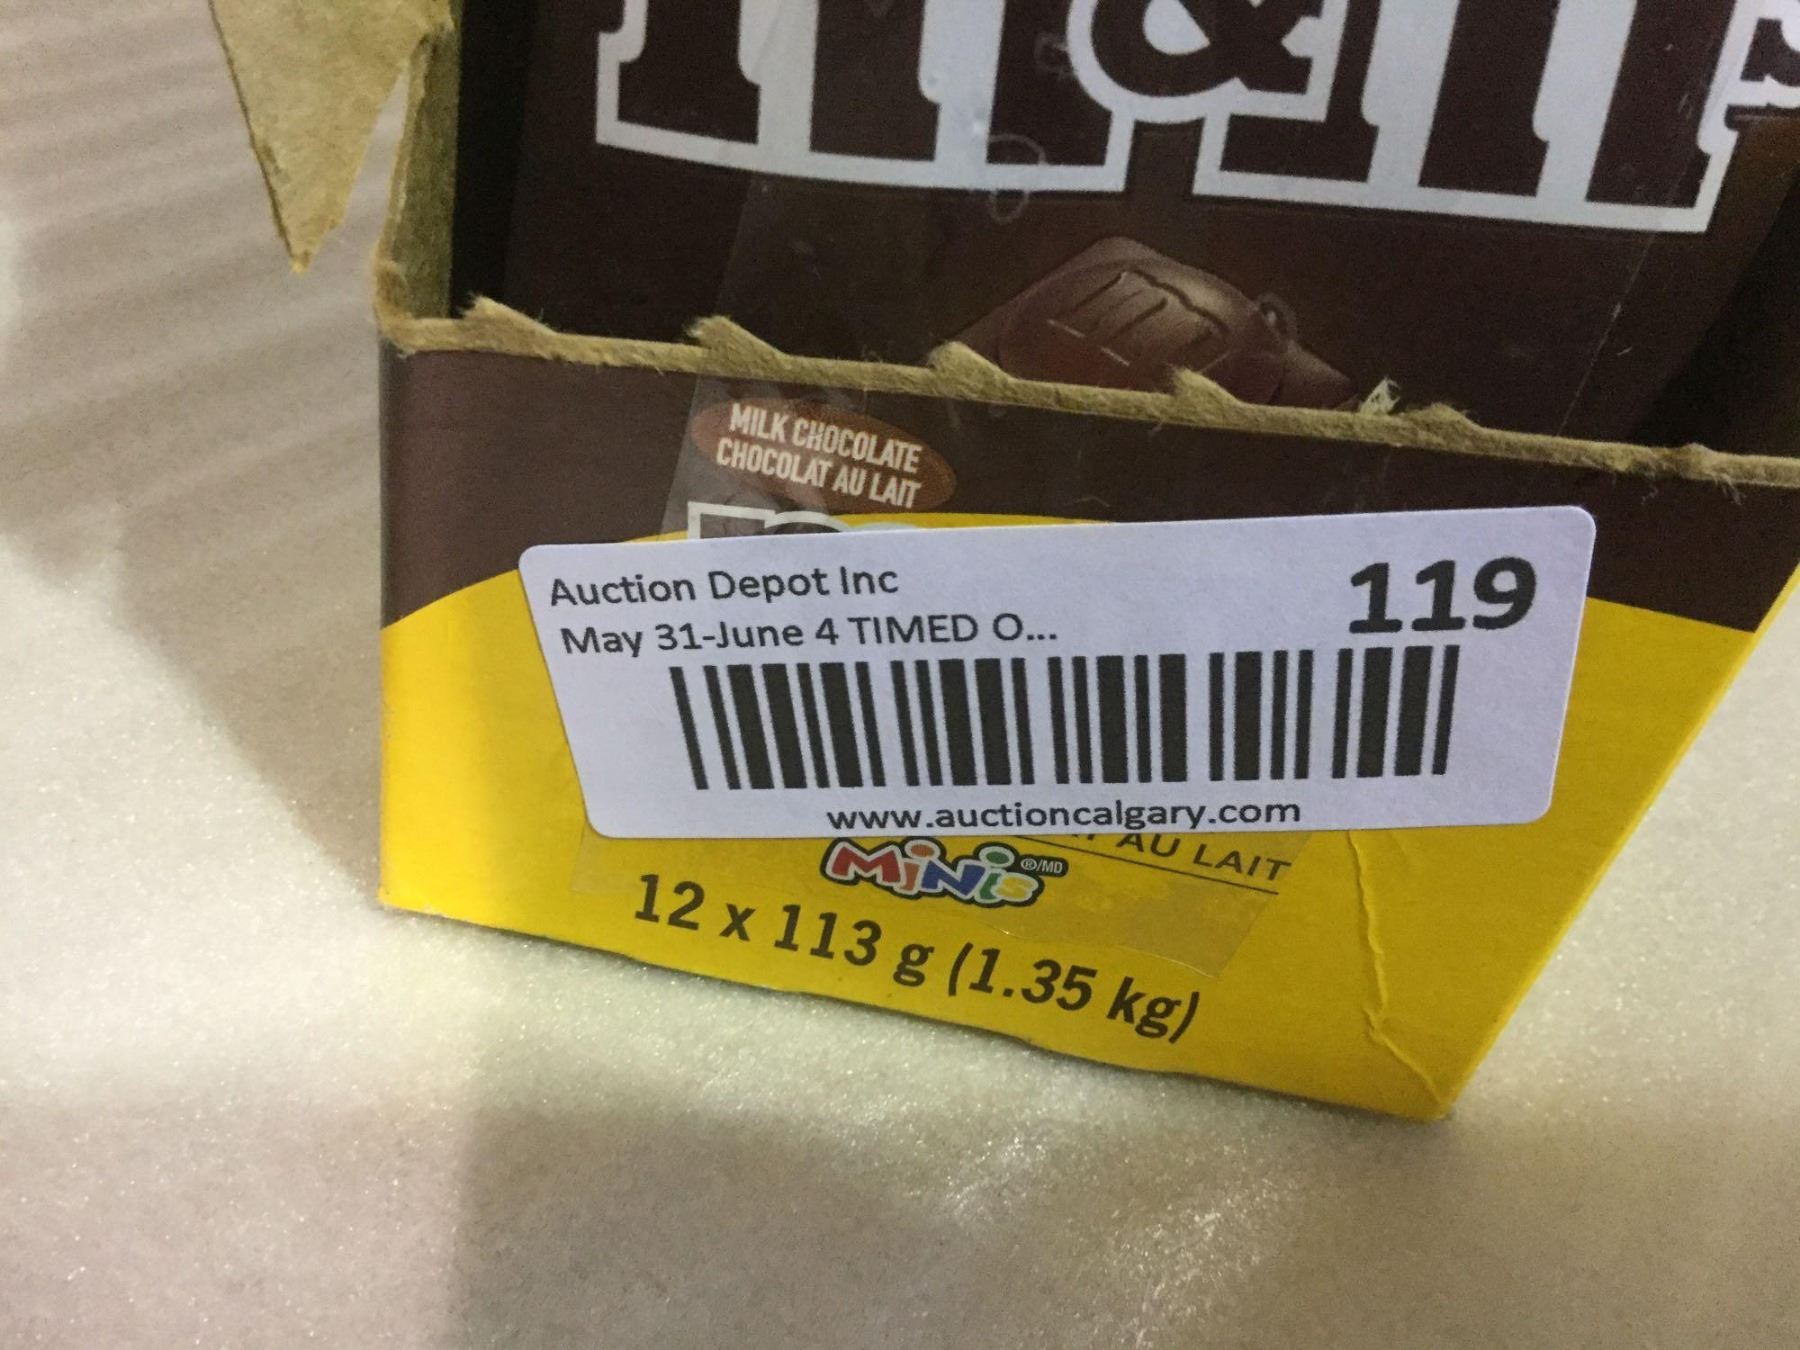 m&m's
MILK CHOCOLATE
CHOCOLAT AU LAIT
Auction Depot Inc
119
May 31-June 4 TIMED O...
www.auctioncalgary.com
AU LAIT
MiNis ®/MD
12 x 113 g (1.35 kg)